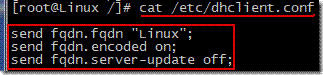 [root@Linux /]# cat /etc/dhclient.conf
send fqdn.fqdn "Linux";
send fqdn.encoded on;
send fqdn.server-update off;